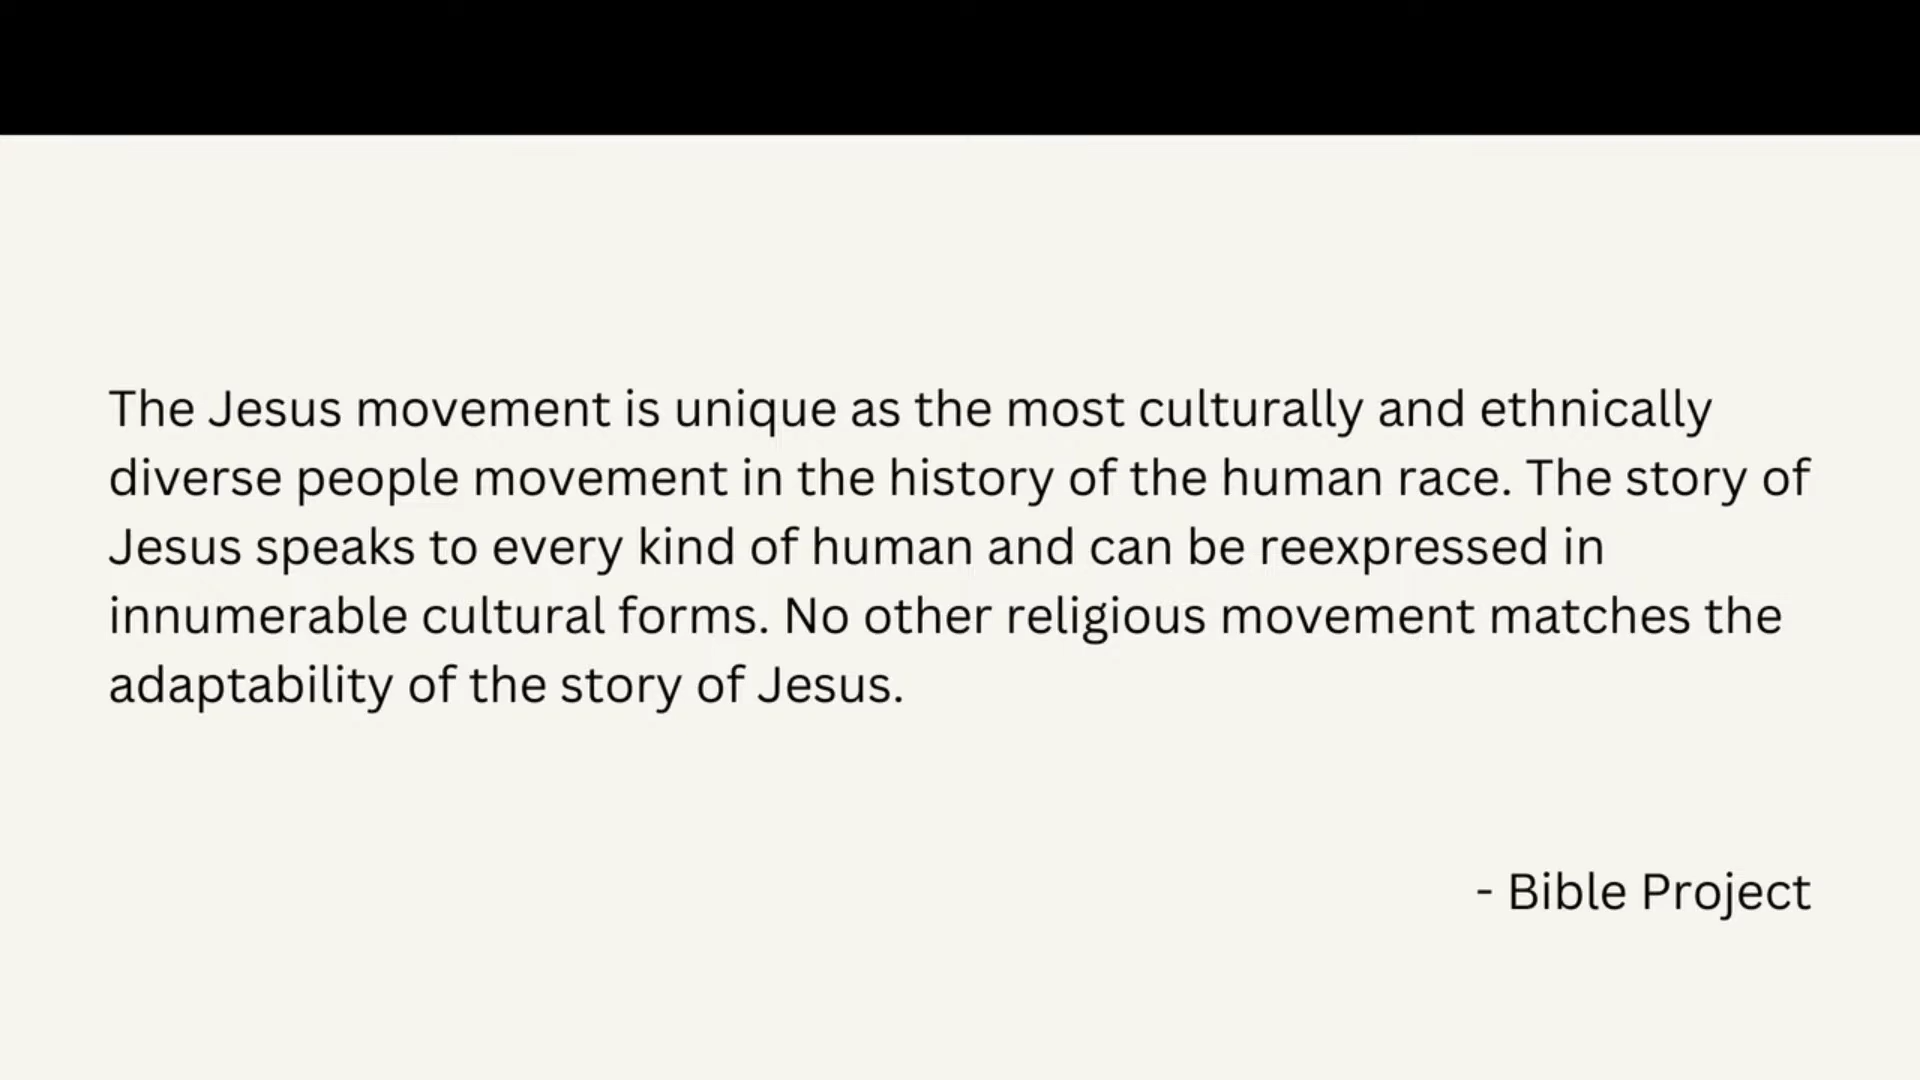 The Jesus movement is unique as the most culturally and ethnically
diverse people movement in the history of the human race. The story of
Jesus speaks to every kind of human and can be reexpressed in
innumerable cultural forms. No other religious movement matches the
adaptability of the story of Jesus.
- Bible Project